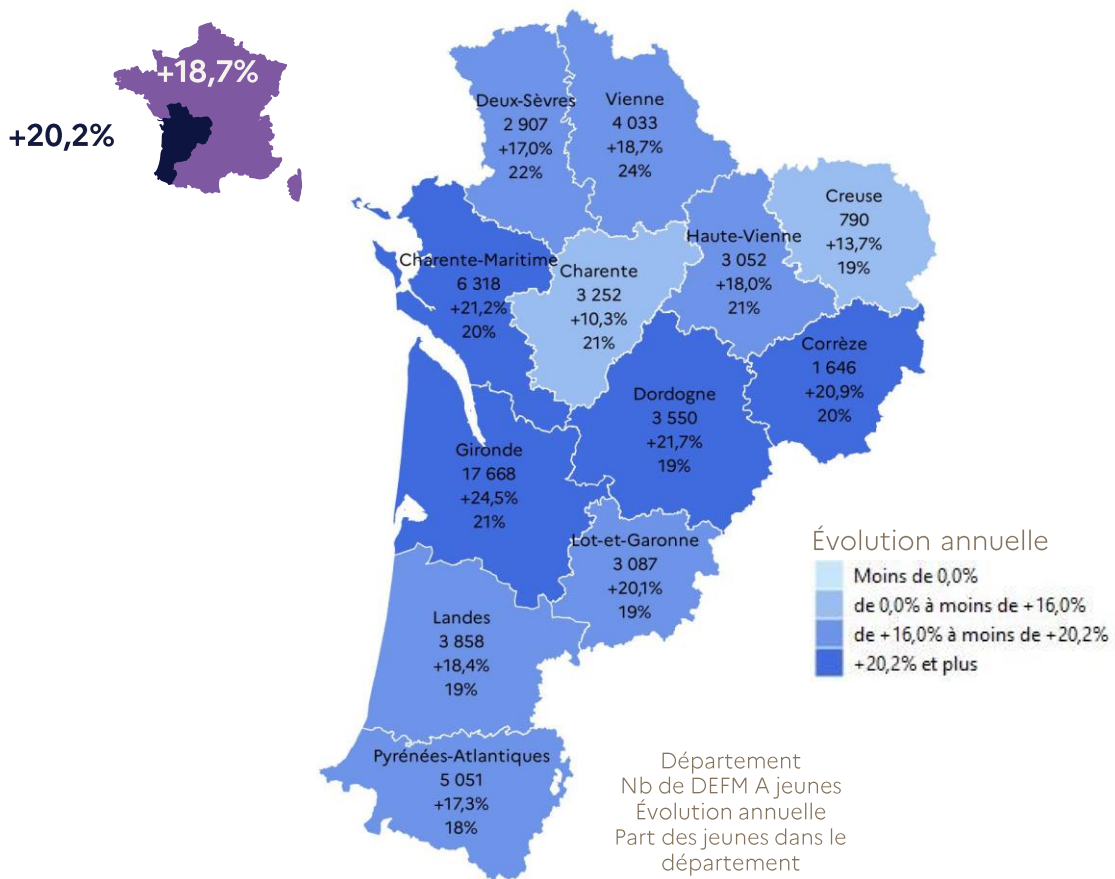 +18,7%
+20,2%
Deux-Sèvres
2 907
+17,0%
22%
Vienne
4 033
+18,7%
24%
Creuse
790
+13,7%
19%
Haute-Vienne
3 052
+18,0%
21%
Charente-Maritime
6 318
+21,2%
20%
Charente
3 252
+10,3%
21%
Corrèze
1 646
+20,9%
20%
Dordogne
3 550
+21,7%
19%
Gironde
17 668
+24,5%
21%
Lot-et-Garonne
3 087
+20,1%
19%
Landes
3 858
+18,4%
19%
Pyrénées-Atlantiques
5 051
+17,3%
18%
Évolution annuelle
Moins de 0,0%
de 0,0% à moins de +16,0%
de +16,0% à moins de +20,2%
+20,2% et plus
Département
Nb de DEFM A jeunes
Évolution annuelle
Part des jeunes dans le
département